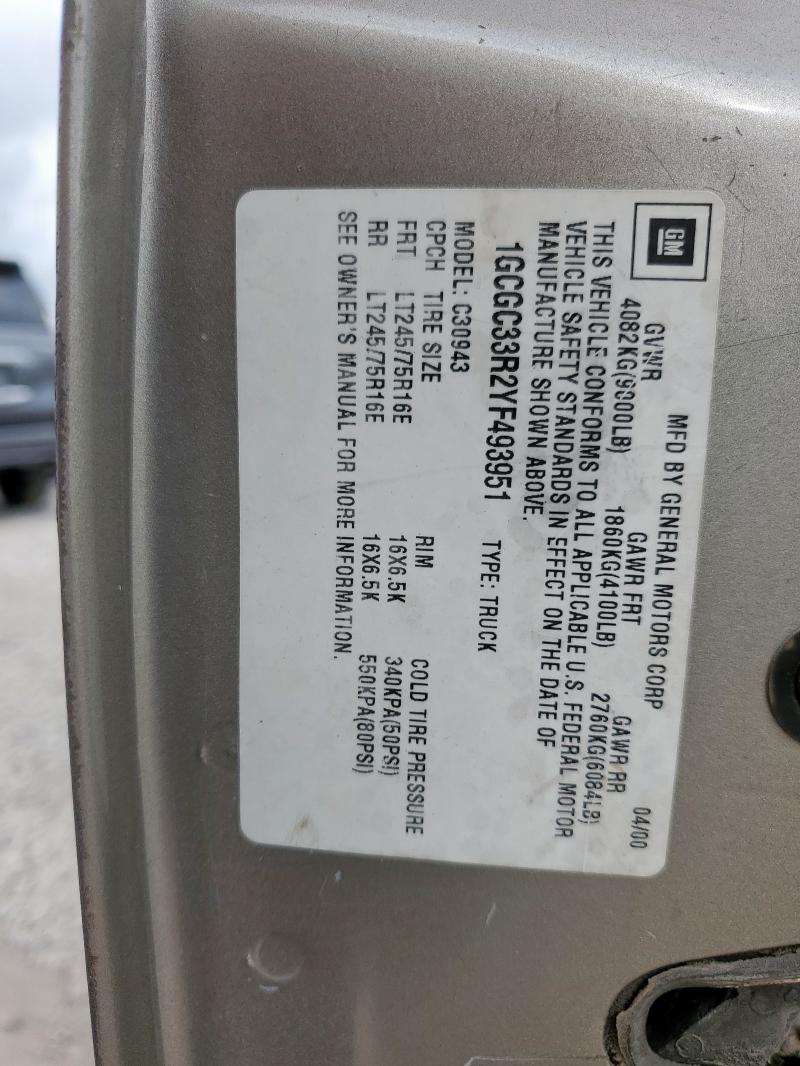 GM
MFD BY GENERAL MOTORS CORP 04/00
GVWR GAWR FRT GAWR RR
4082KG(9000LB) 1860KG(4100LB) 2760KG(6084LB)
THIS VEHICLE CONFORMS TO ALL APPLICABLE U.S. FEDERAL MOTOR
VEHICLE SAFETY STANDARDS IN EFFECT ON THE DATE OF
MANUFACTURE SHOWN ABOVE.
1GCGC33R2YF493951 TYPE: TRUCK
MODEL: C30943
CPCH TIRE SIZE RIM COLD TIRE PRESSURE
FRT LT245/75R16E 16X6.5K 340KPA(50PSI)
RR LT245/75R16E 16X6.5K 550KPA(80PSI)
SEE OWNER'S MANUAL FOR MORE INFORMATION.